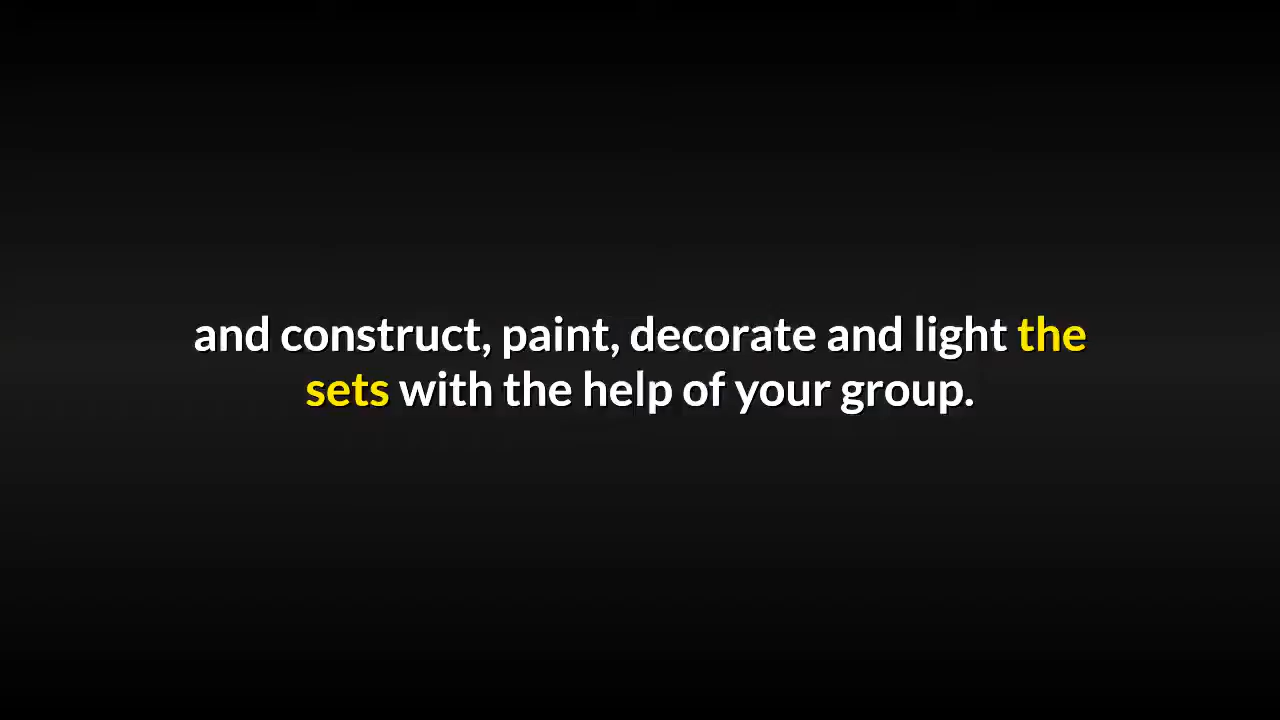 and construct, paint, decorate and light the
sets with the help of your group.